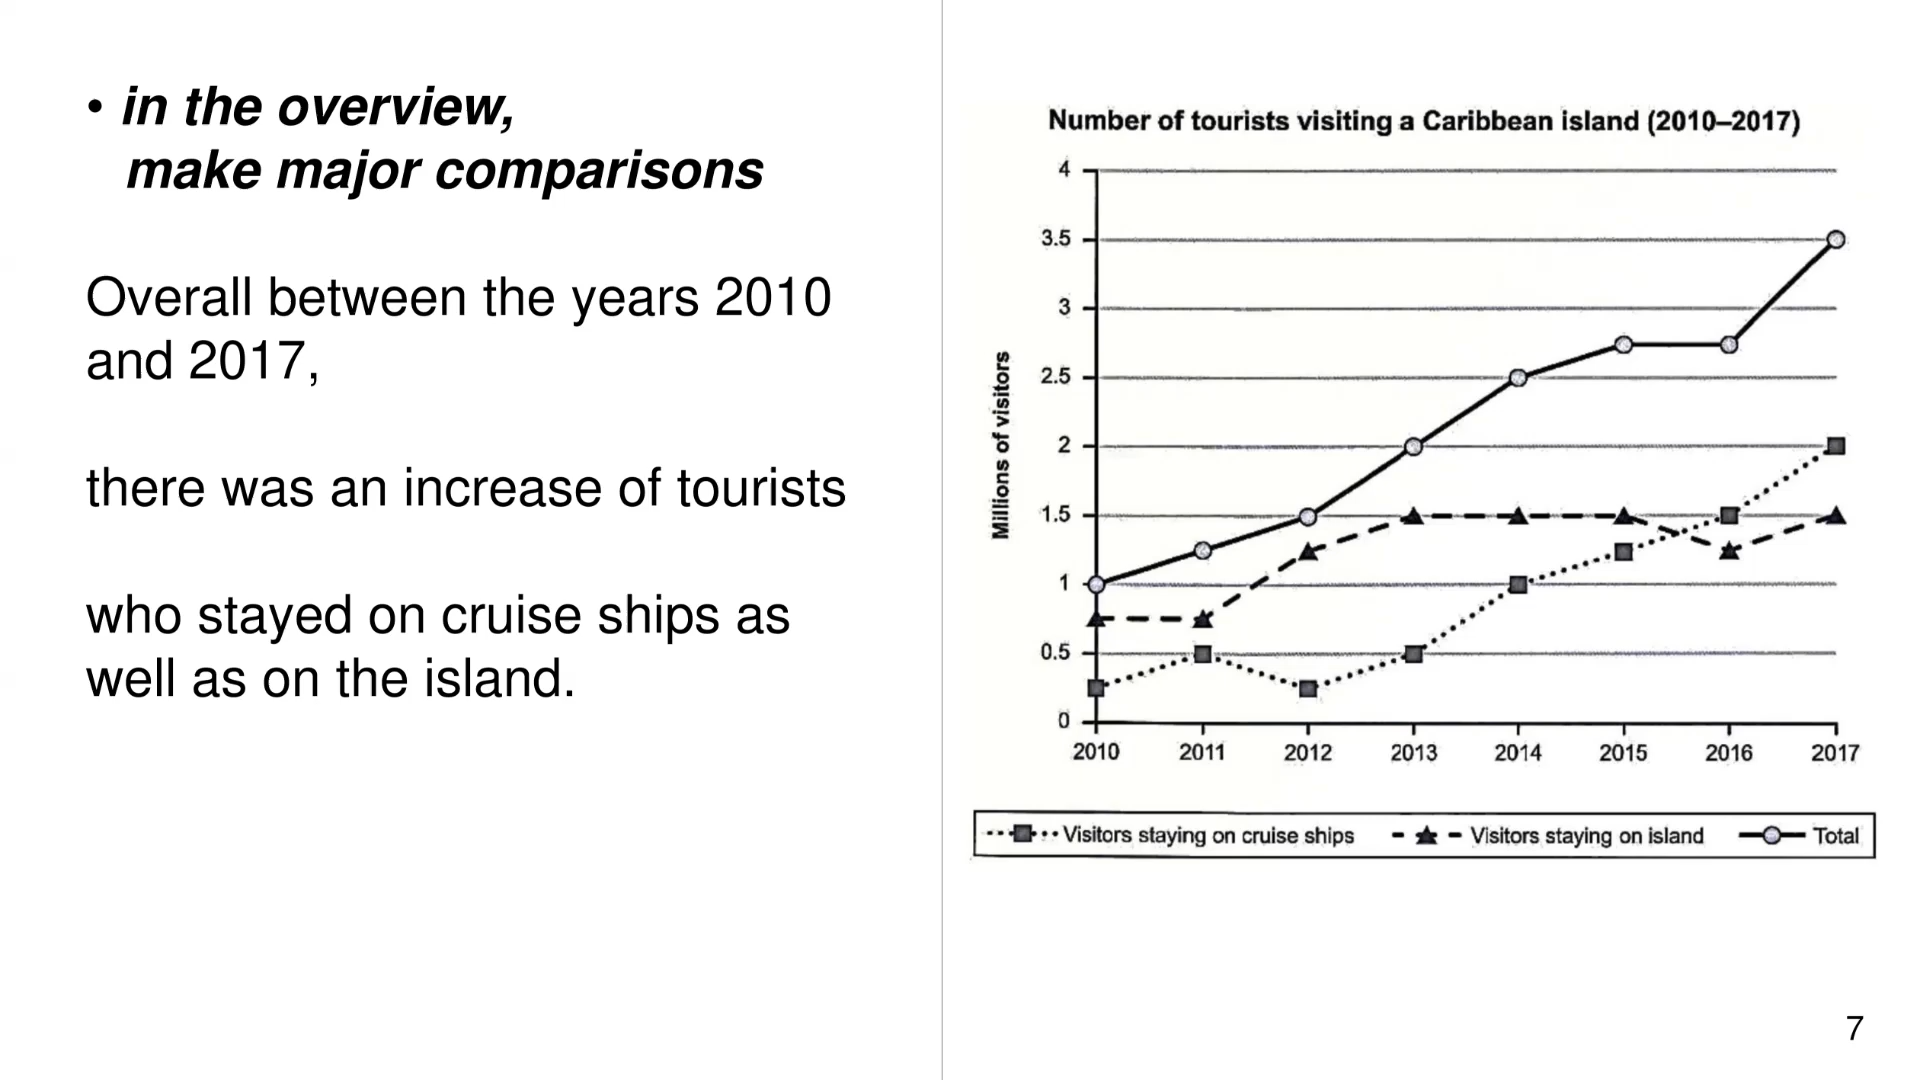 • in the overview,
make major comparisons
Overall between the years 2010
and 2017,
there was an increase of tourists
who stayed on cruise ships as
well as on the island.
Number of tourists visiting a Caribbean island (2010–2017)
Millions of visitors
4
3.5
3
2.5
2
1.5
1
0.5
0
2010 2011 2012 2013 2014 2015 2016 2017
Visitors staying on cruise ships Visitors staying on island Total
7